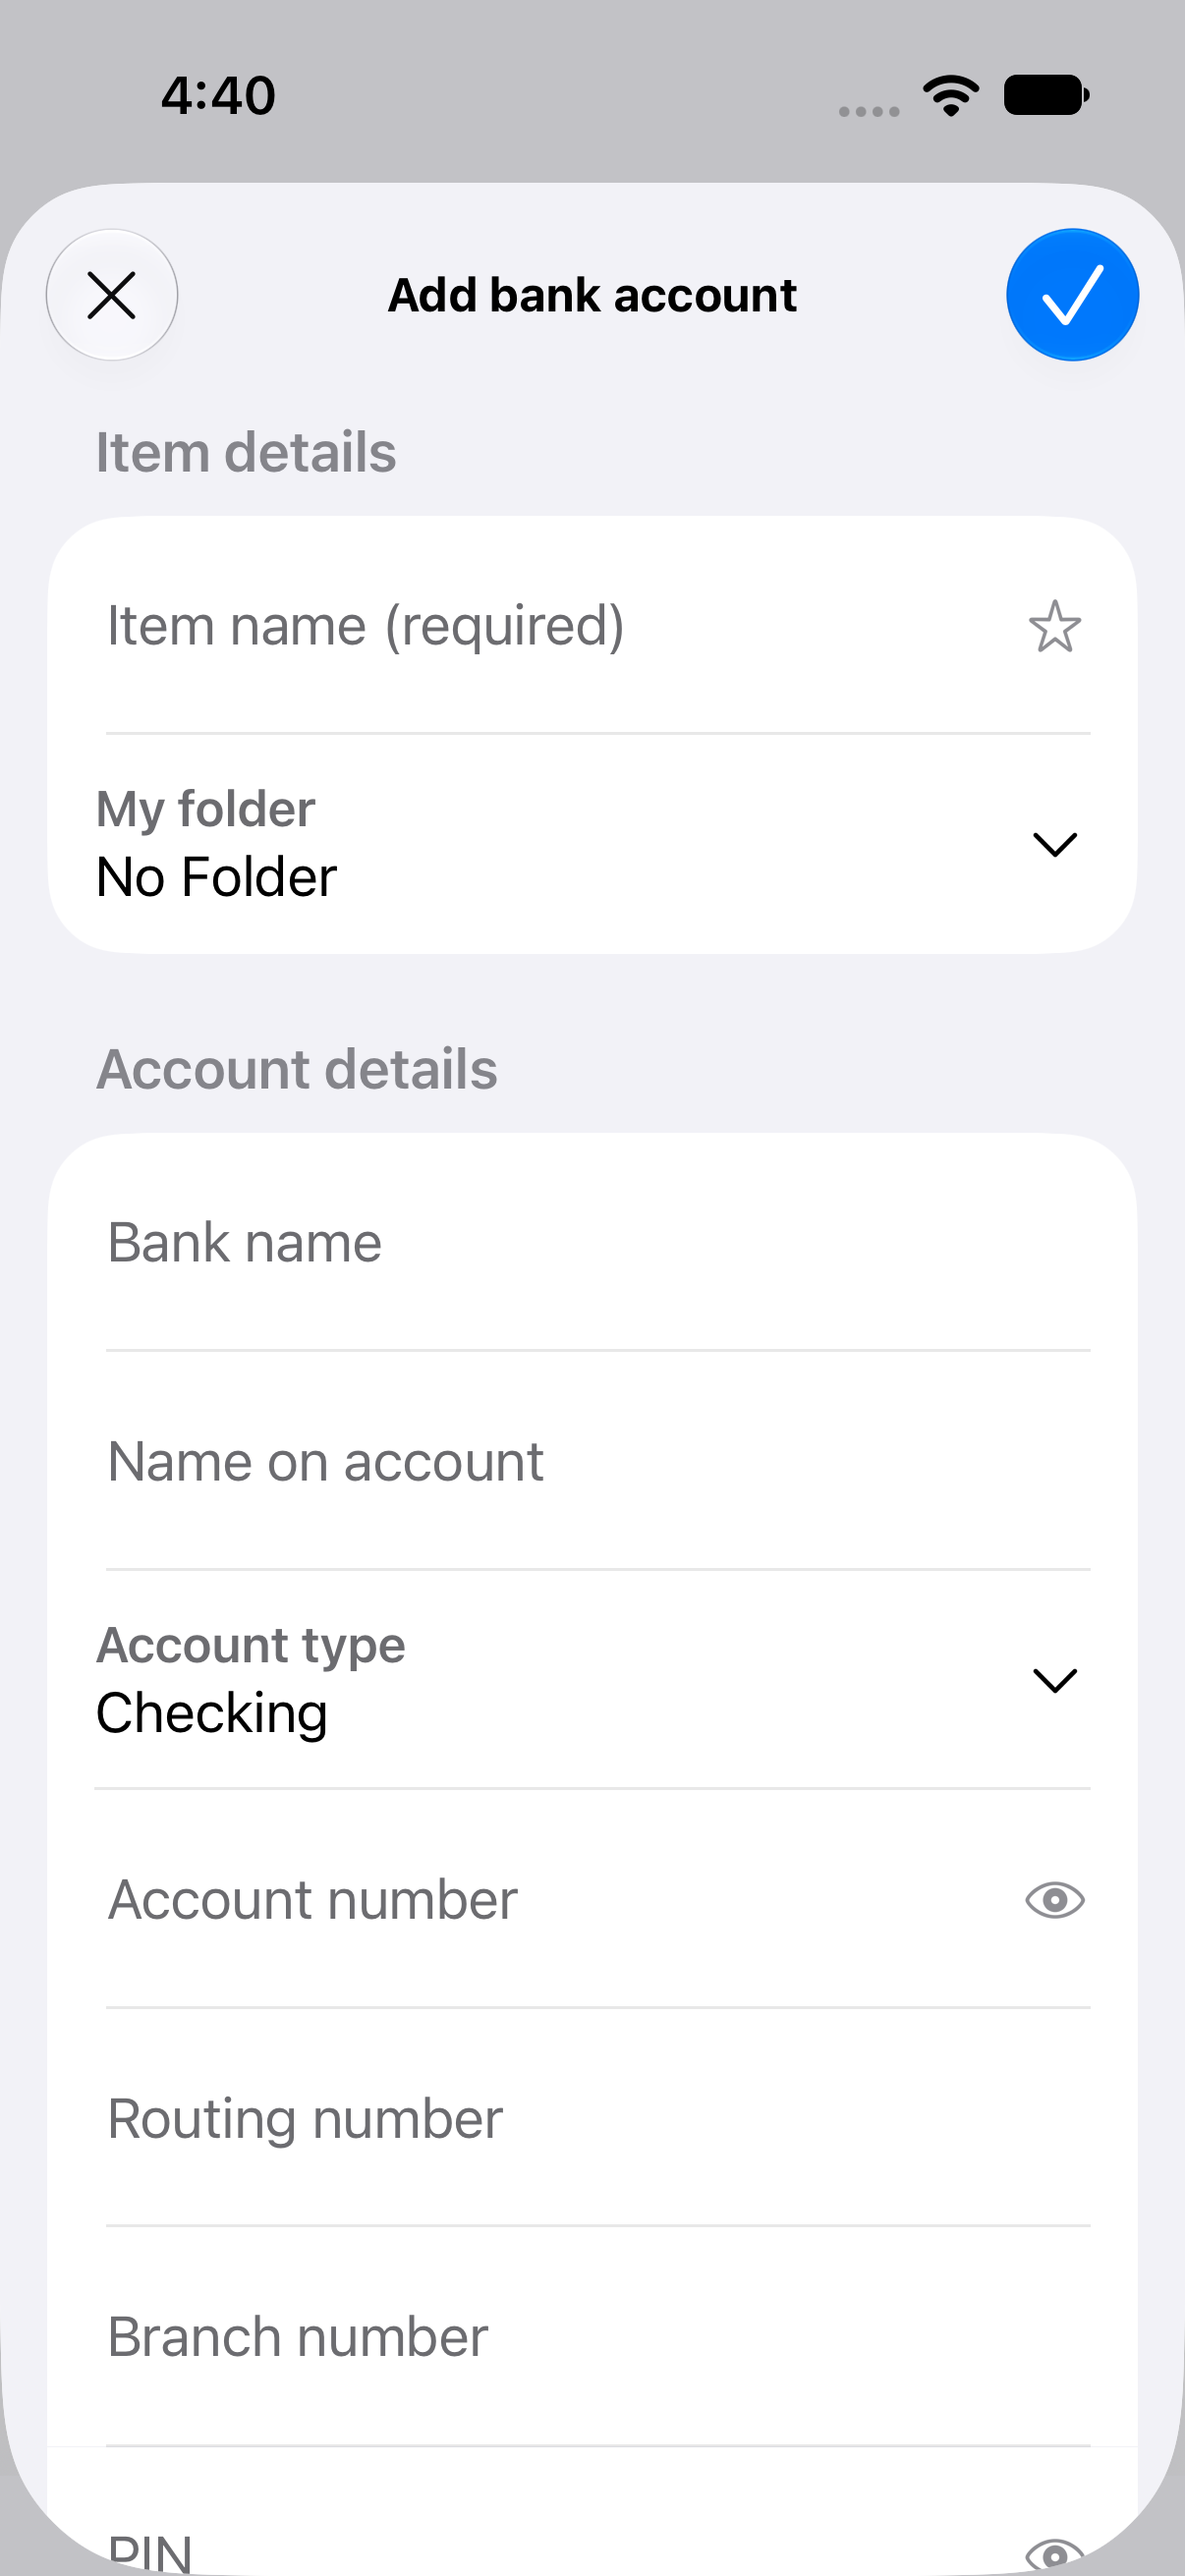 4:40
Add bank account
Item details
Item name (required)
My folder
No Folder
Account details
Bank name
Name on account
Account type
Checking
Account number
Routing number
Branch number
PIN